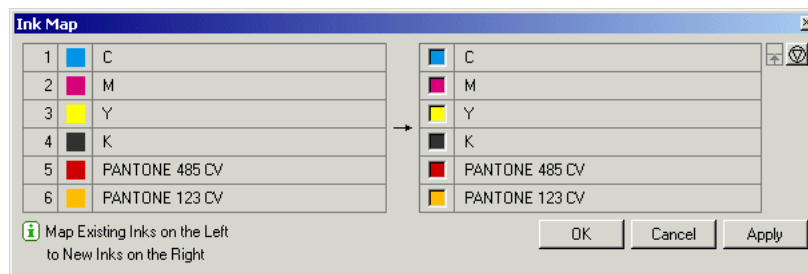 Ink Map
1 C C
2 M M
3 Y Y
4 K K
5 PANTONE 485 CV PANTONE 485 CV
6 PANTONE 123 CV PANTONE 123 CV
Map Existing Inks on the Left
to New Inks on the Right
OK Cancel Apply